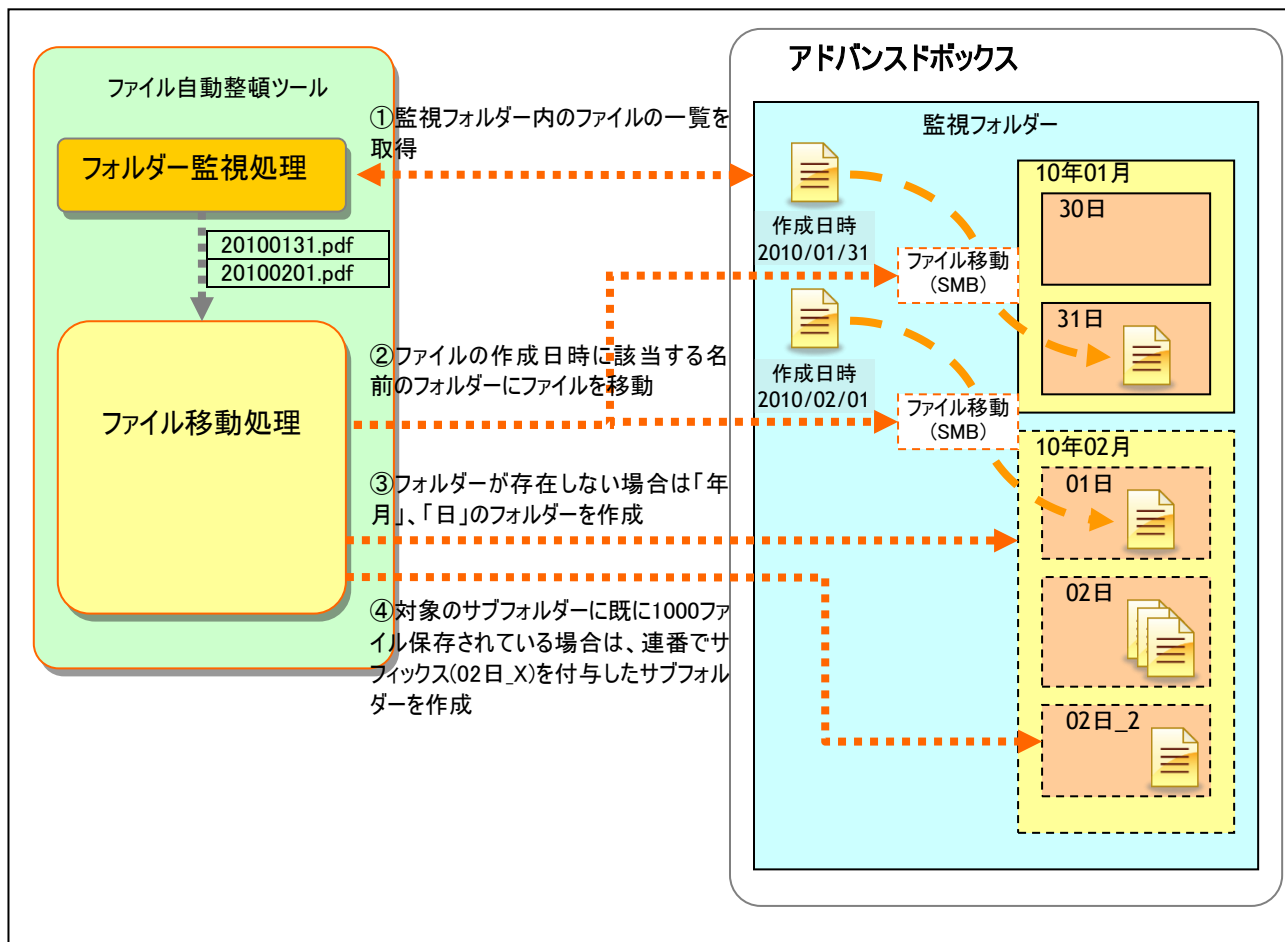 ファイル自動整頓ツール
フォルダー監視処理
20100131.pdf
20100201.pdf
ファイル移動処理
①監視フォルダー内のファイルの一覧を
取得
②ファイルの作成日時に該当する名
前のフォルダーにファイルを移動
③フォルダーが存在しない場合は「年
月」、「日」のフォルダーを作成
④対象のサブフォルダーに既に1000ファ
イル保存されている場合は、連番でサ
フィックス(02日_X)を付与したサブフォル
ダーを作成
アドバンスドボックス
監視フォルダー
作成日時
2010/01/31
ファイル移動
(SMB)
作成日時
2010/02/01
ファイル移動
(SMB)
10年01月
30日
31日
10年02月
01日
02日
02日_2